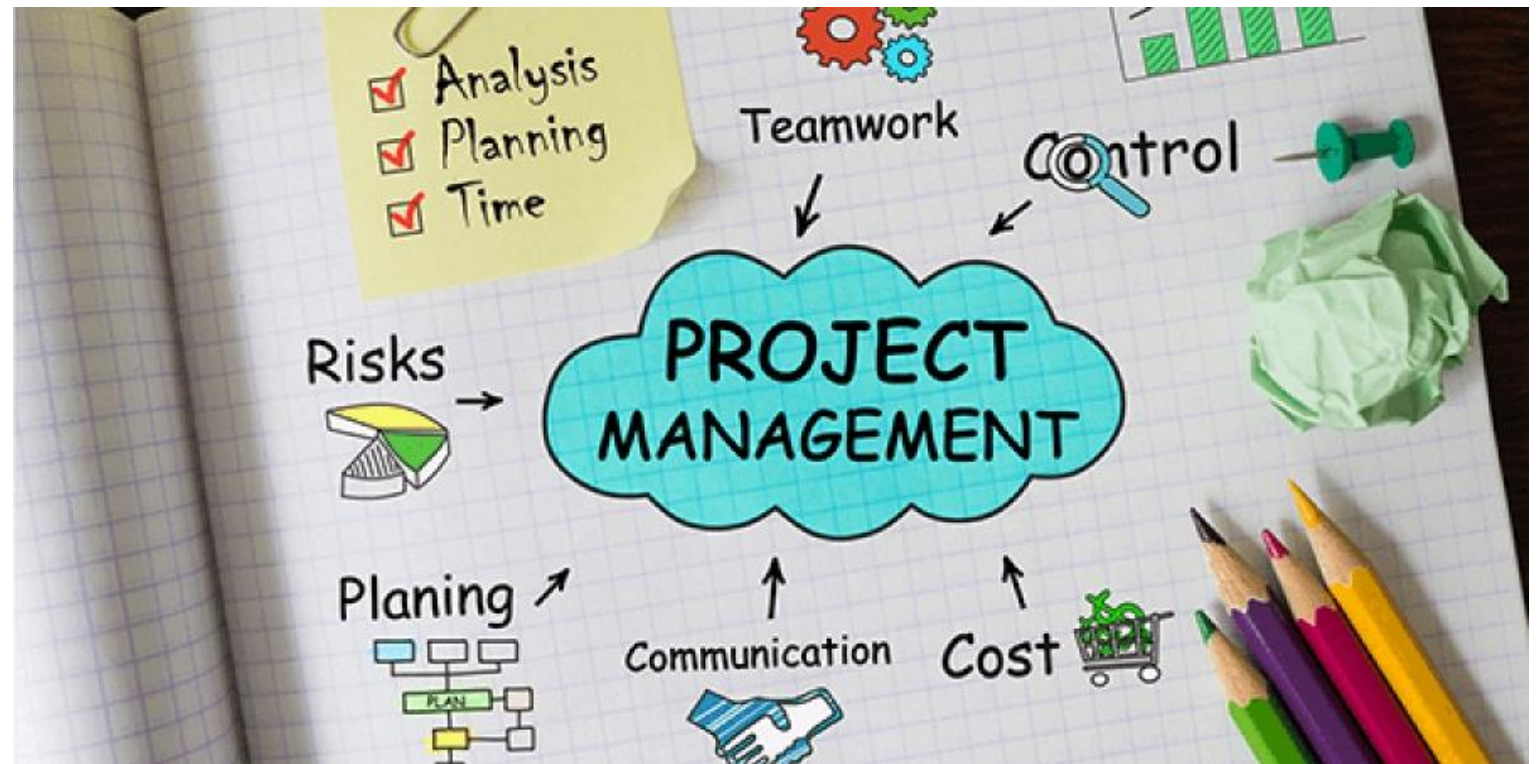 Analysis
Planning
Time
Teamwork
Control
Risks
PROJECT
MANAGEMENT
Planing
PLAN
Communication
Cost